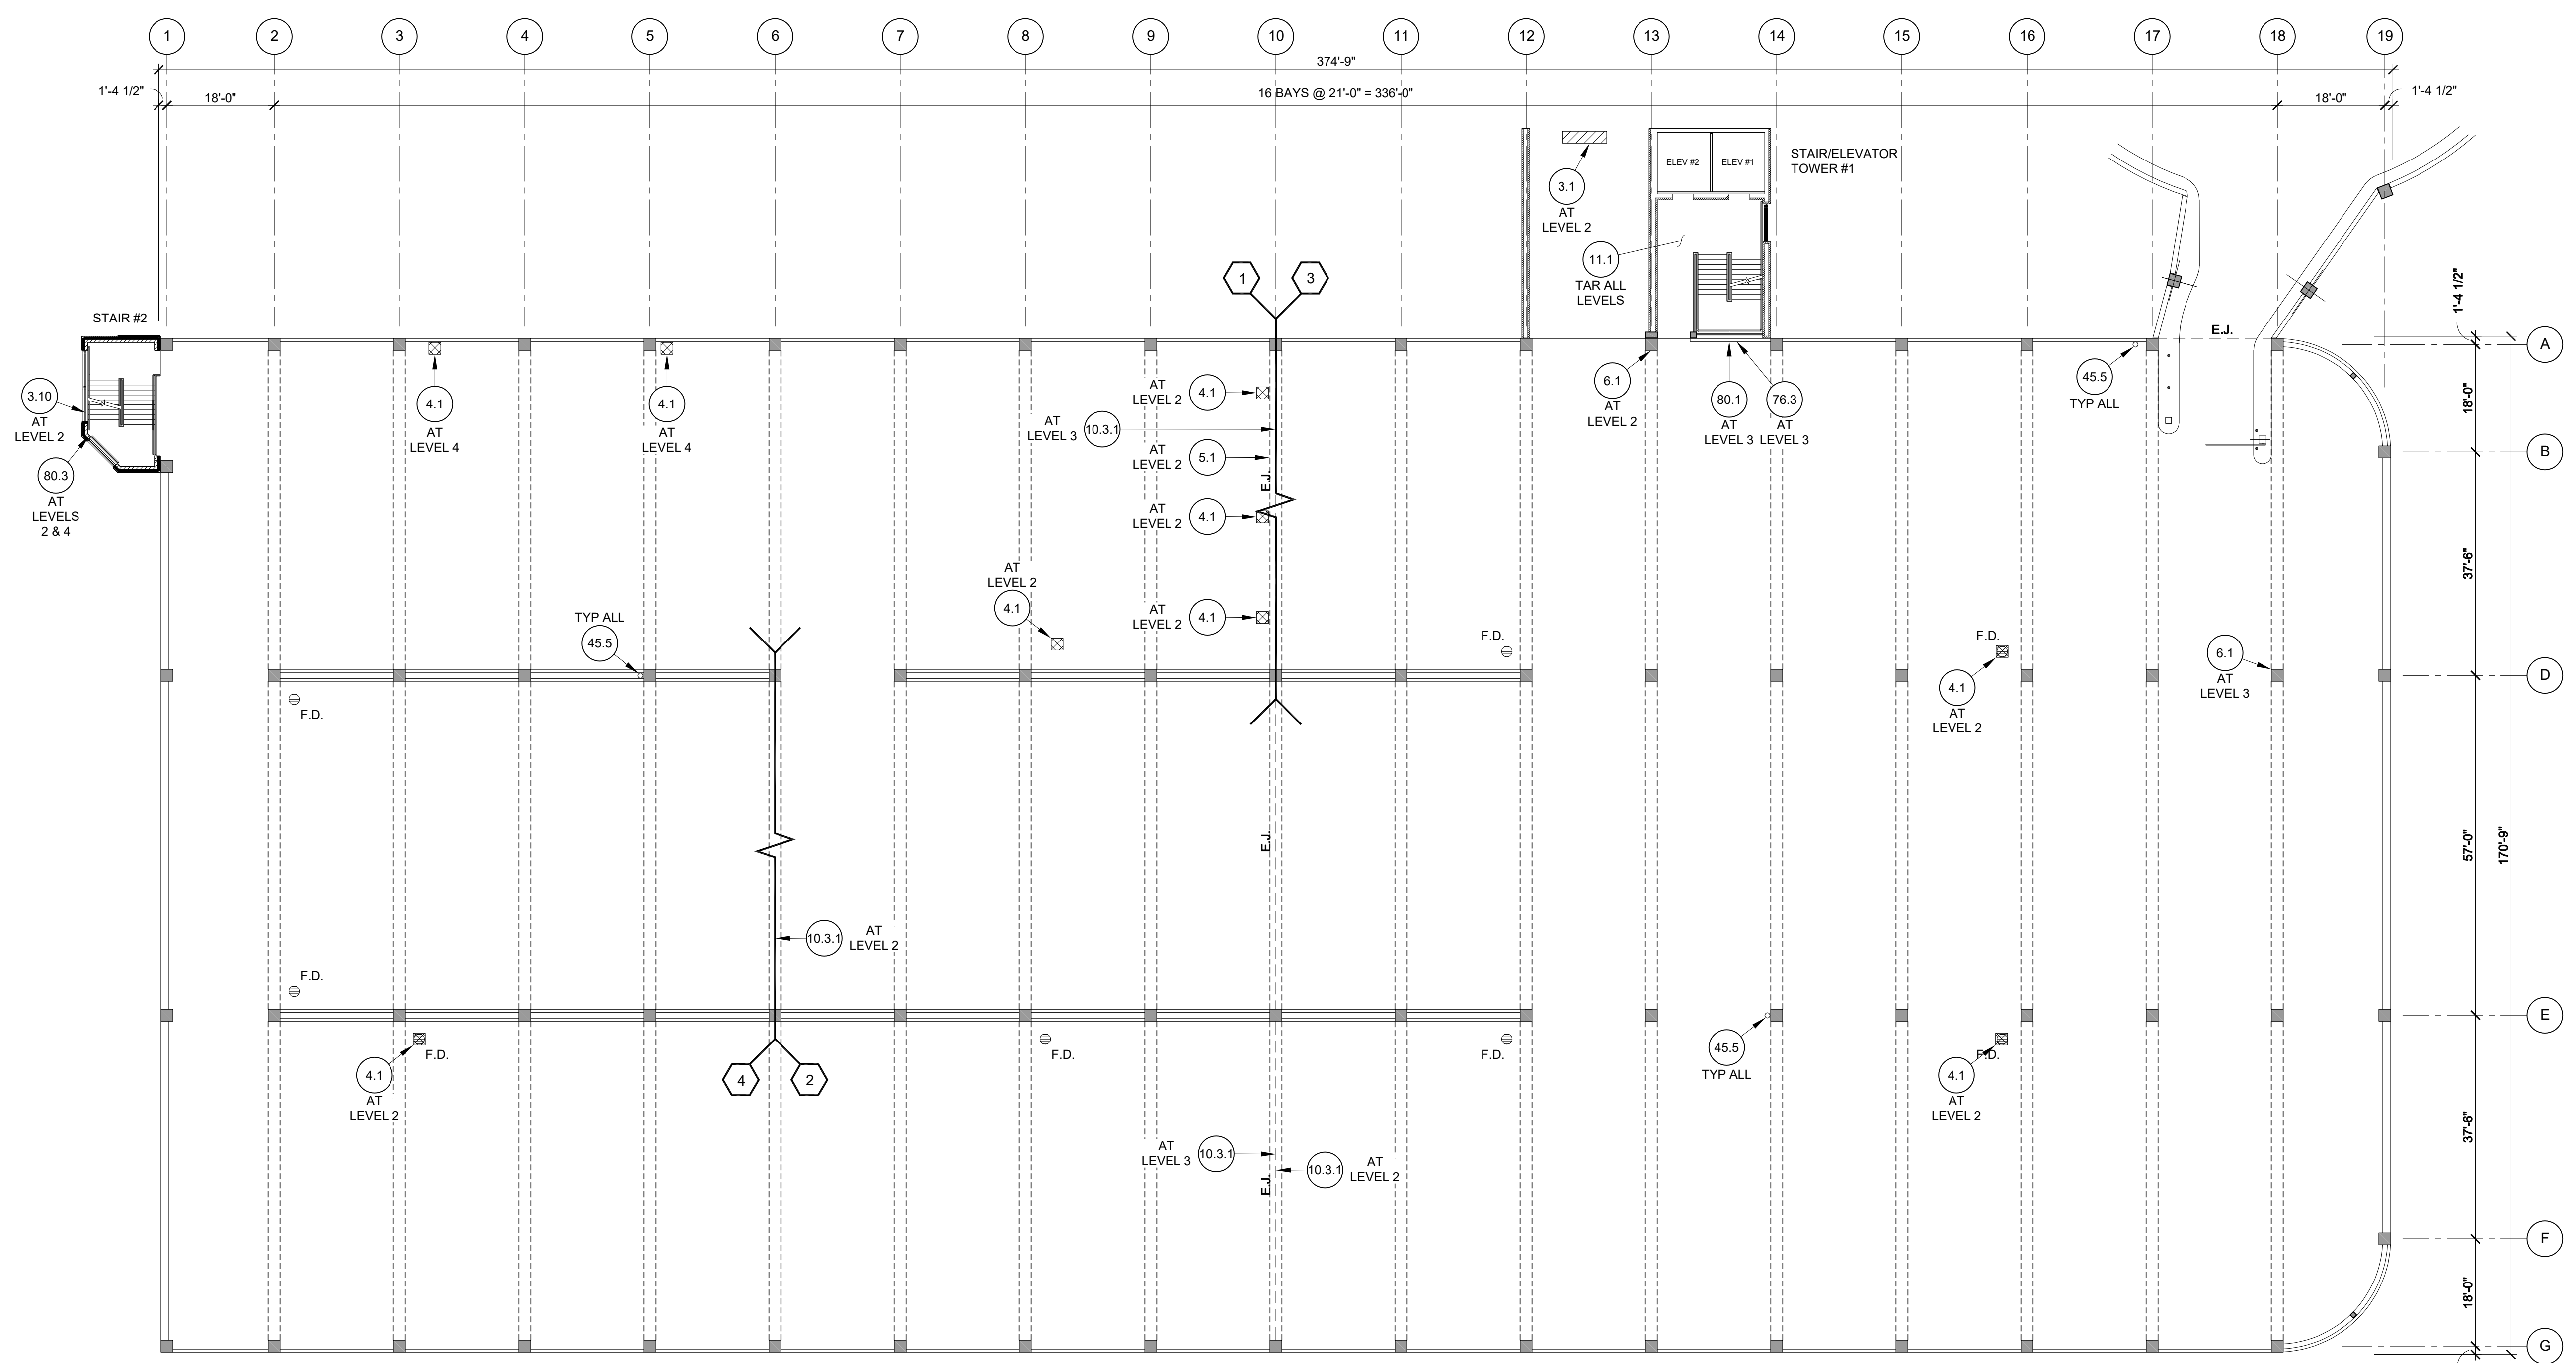 1
2
3
4
5
6
7
8
9
10
11
12
13
14
15
16
17
18
19
374'-9"
1'-4 1/2"
18'-0"
16 BAYS @ 21'-0" = 336'-0"
18'-0"
1'-4 1/2"
ELEV #2
ELEV #1
STAIR/ELEVATOR
TOWER #1
3.1
AT
LEVEL 2
11.1
TAR ALL
LEVELS
1
3
STAIR #2
E.J.
1'-4 1/2"
A
3.10
AT
LEVEL 2
80.3
AT
LEVELS
2 & 4
4.1
AT
LEVEL 4
4.1
AT
LEVEL 4
AT
LEVEL 2
4.1
AT
LEVEL 3
10.3.1
AT
LEVEL 2
5.1
E.J.
AT
LEVEL 2
4.1
AT
LEVEL 2
4.1
6.1
AT
LEVEL 2
80.1
AT
LEVEL 3
76.3
AT
LEVEL 3
45.5
TYP ALL
18'-0"
B
37'-6"
AT
LEVEL 2
4.1
TYP ALL
45.5
F.D.
F.D.
4.1
AT
LEVEL 2
6.1
AT
LEVEL 3
D
F.D.
E.J.
57'-0"
170'-9"
10.3.1
AT
LEVEL 2
F.D.
E
F.D.
4.1
AT
LEVEL 2
4
2
F.D.
F.D.
45.5
TYP ALL
F.D.
4.1
AT
LEVEL 2
37'-6"
AT
LEVEL 3
10.3.1
10.3.1
AT
LEVEL 2
E.J.
F
18'-0"
G